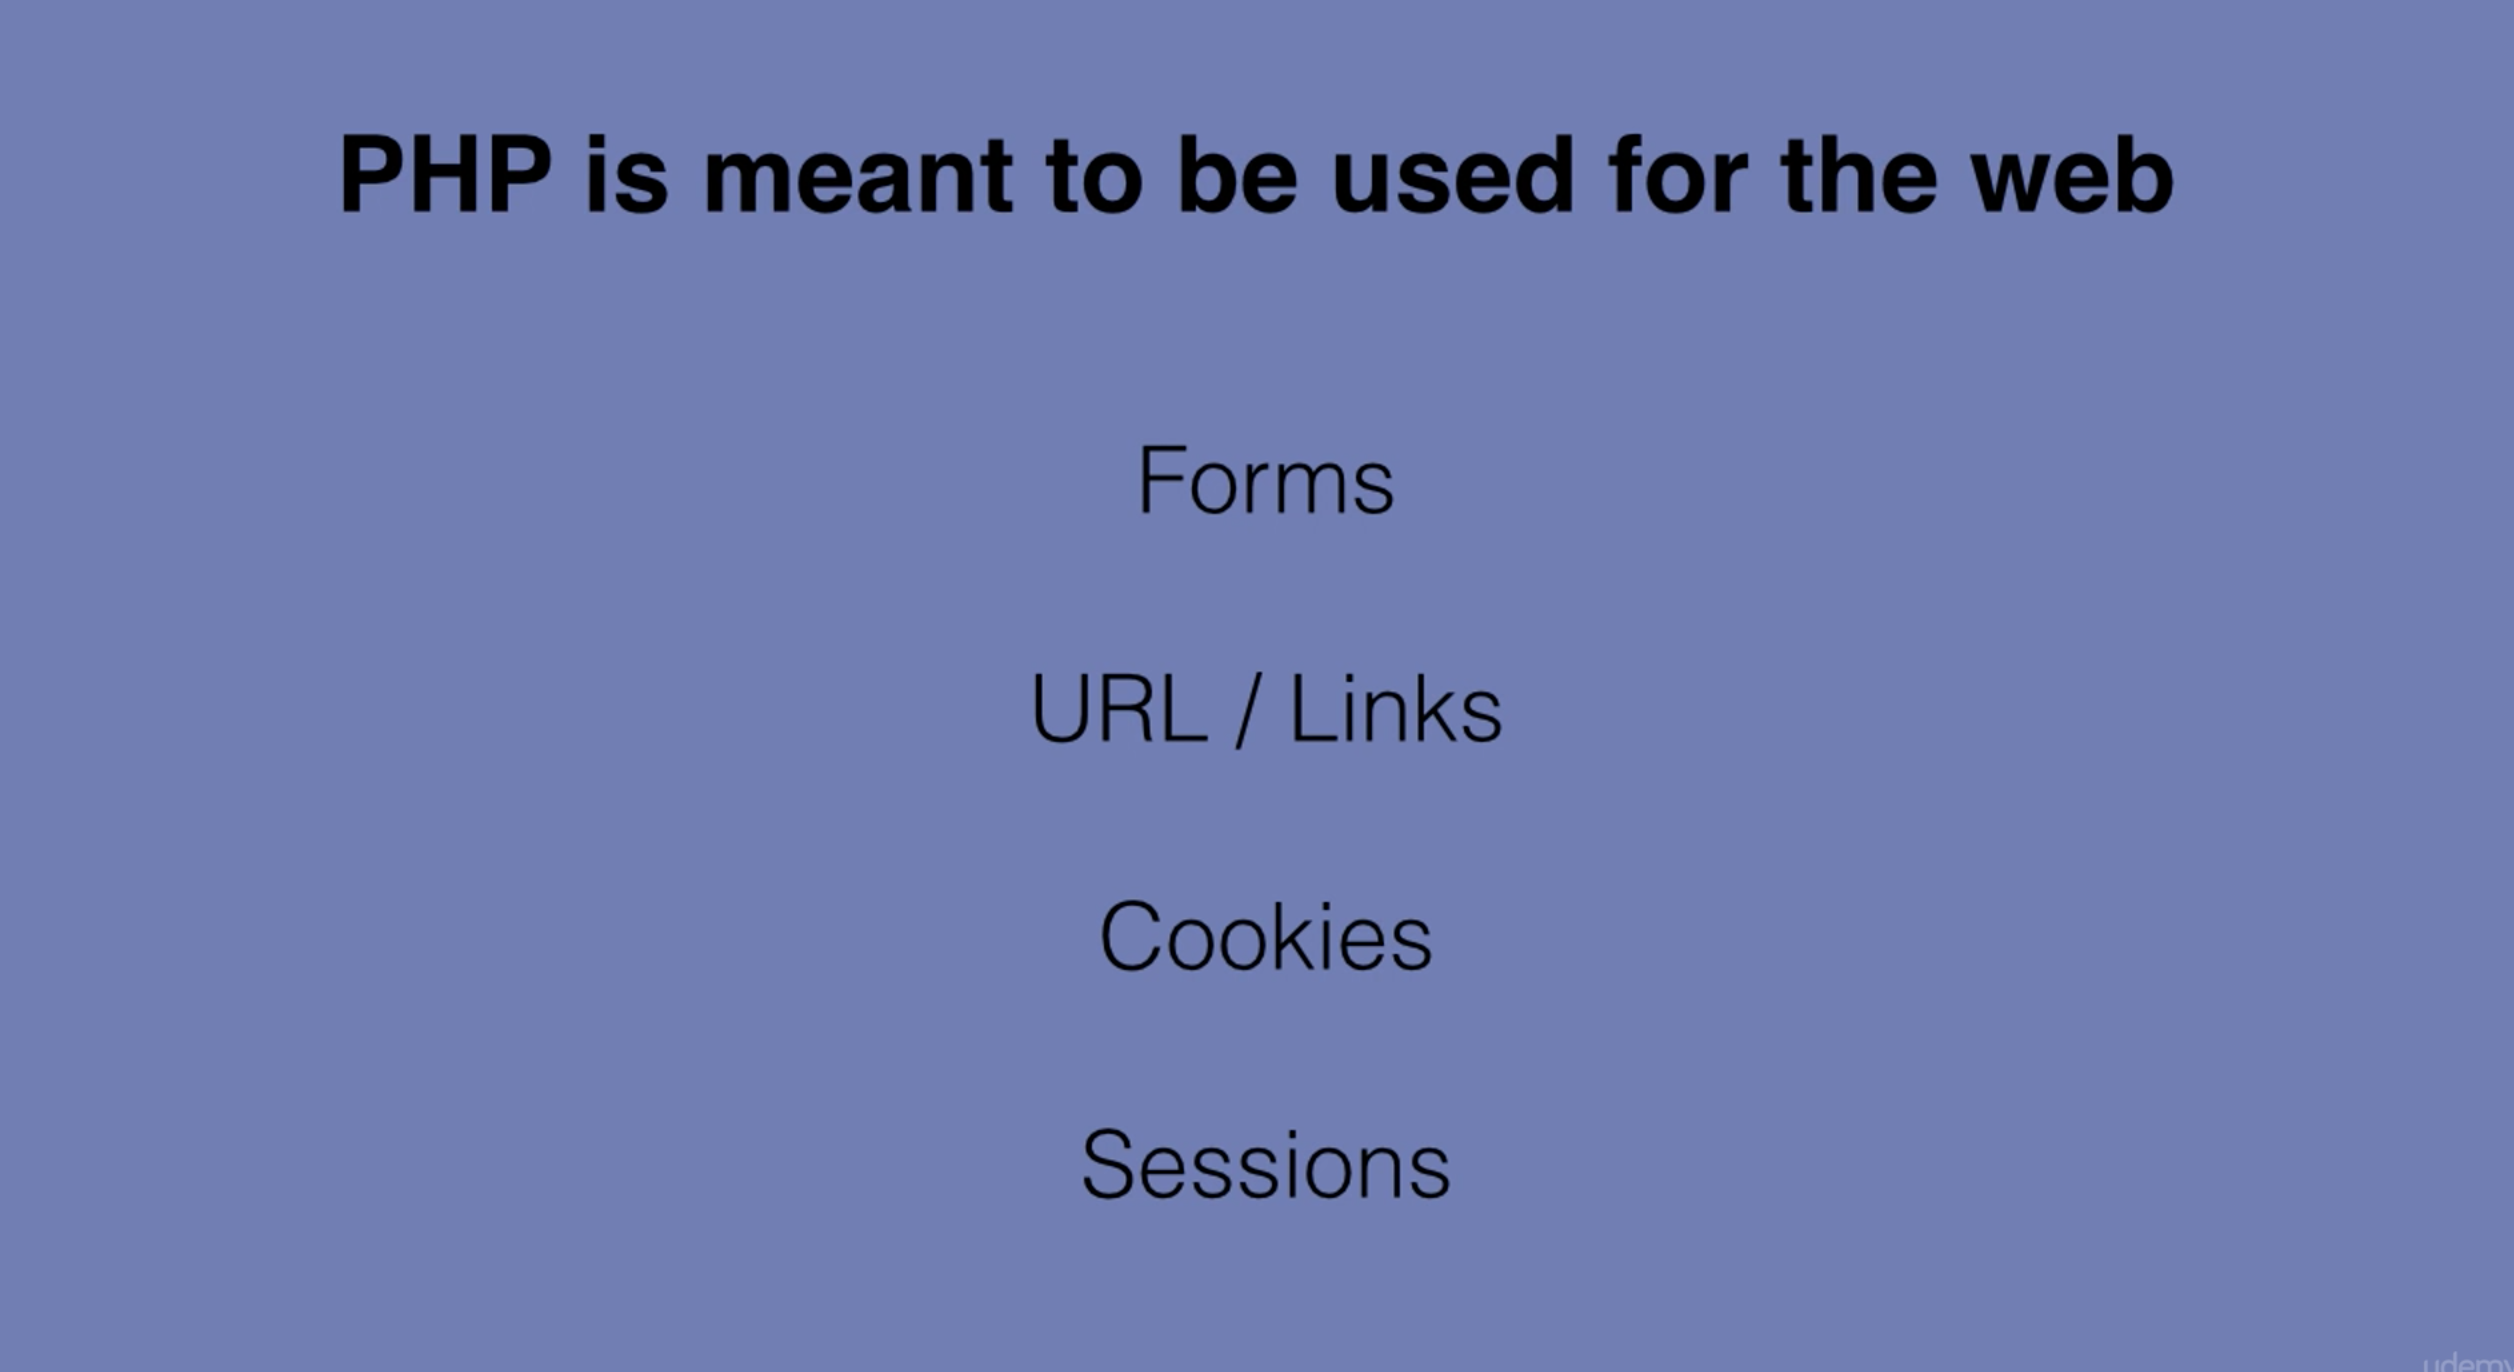 PHP is meant to be used for the web
Forms
URL / Links
Cookies
Sessions
udemy